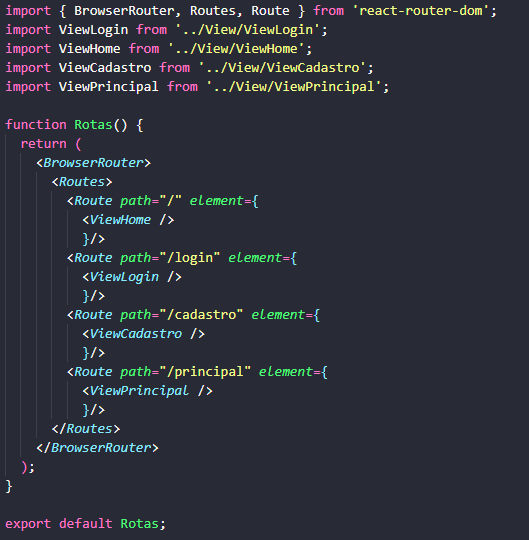 import { BrowserRouter, Routes, Route } from 'react-router-dom';
import ViewLogin from '../View/ViewLogin';
import ViewHome from '../View/ViewHome';
import ViewCadastro from '../View/ViewCadastro';
import ViewPrincipal from '../View/ViewPrincipal';

function Rotas() {
  return (
    <BrowserRouter>
      <Routes>
        <Route path="/" element={
          <ViewHome />
          }/>
        <Route path="/login" element={
          <ViewLogin />
          }/>
        <Route path="/cadastro" element={
          <ViewCadastro />
          }/>
        <Route path="/principal" element={
          <ViewPrincipal />
          }/>
      </Routes>
    </BrowserRouter>
  );
}

export default Rotas;